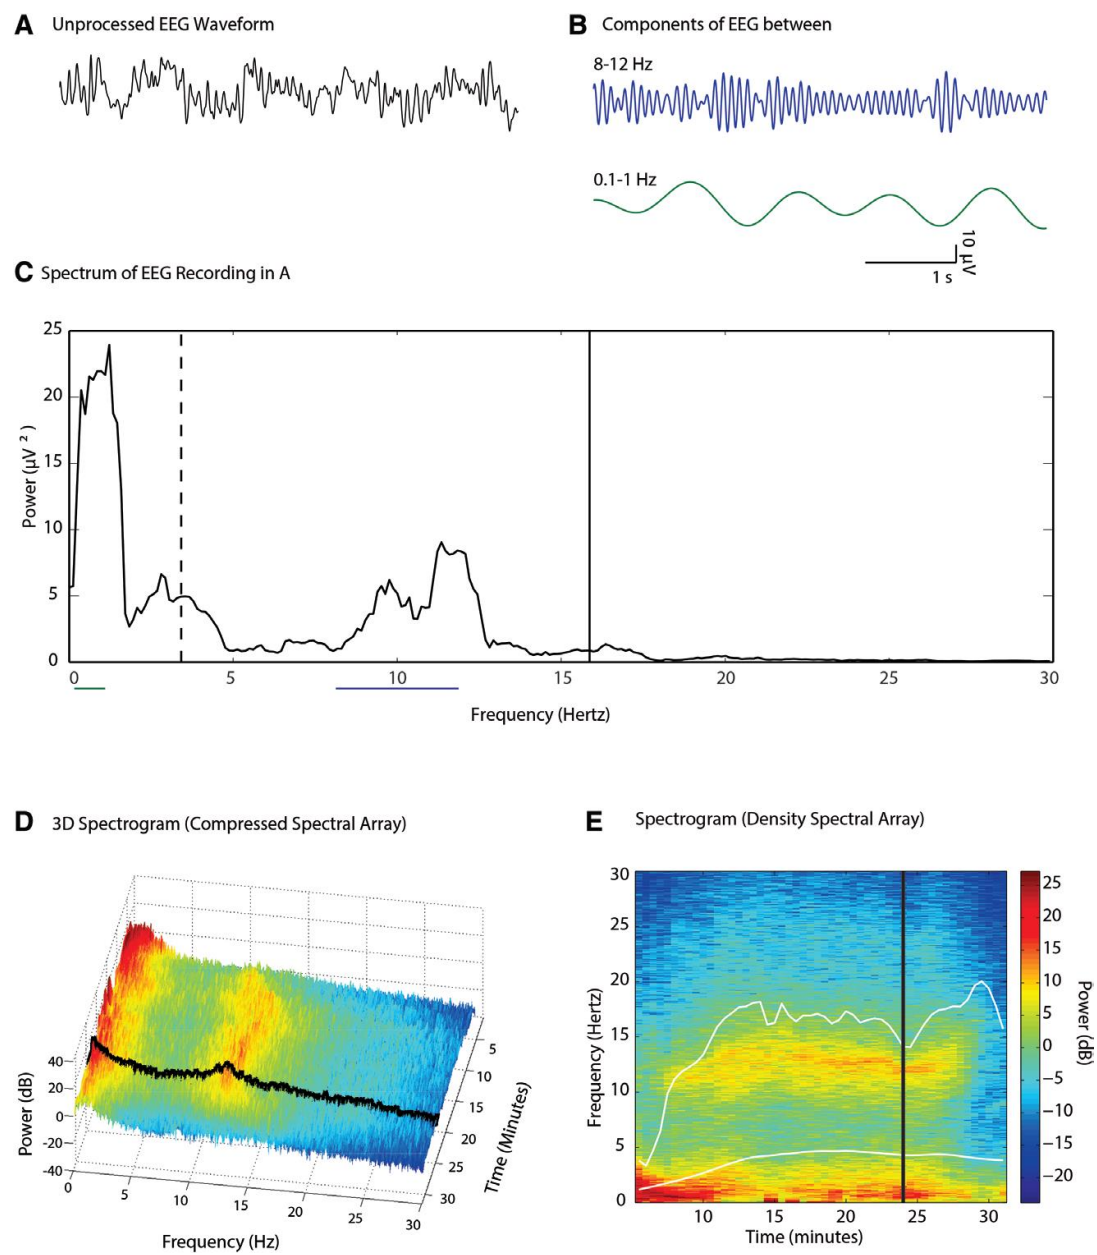 A Unprocessed EEG Waveform
B Components of EEG between
8-12 Hz
0.1-1 Hz
10 μV
1 s
C Spectrum of EEG Recording in A
25
20
15
10
5
0
Power (μV ²)
0 5 10 15 20 25 30
Frequency (Hertz)
D 3D Spectrogram (Compressed Spectral Array)
40
20
0
-20
-40
Power (dB)
0 5 10 15 20 25 30
Frequency (Hz)
5
10
15
20
25
30
Time (Minutes)
E Spectrogram (Density Spectral Array)
30
25
20
15
10
5
0
Frequency (Hertz)
10 15 20 25 30
Time (minutes)
25
20
15
10
5
0
−5
−10
−15
−20
Power (dB)